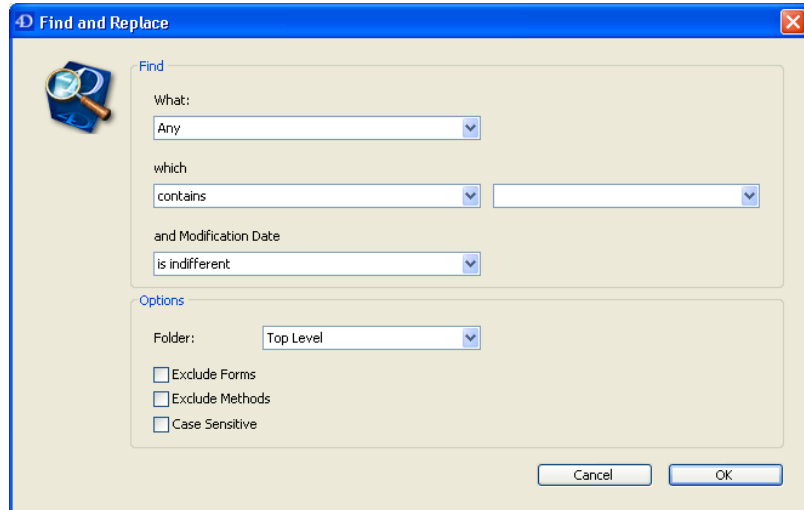 4D Find and Replace
Find
What:
Any
which
contains
and Modification Date
is indifferent
Options
Folder: Top Level
Exclude Forms
Exclude Methods
Case Sensitive
Cancel OK